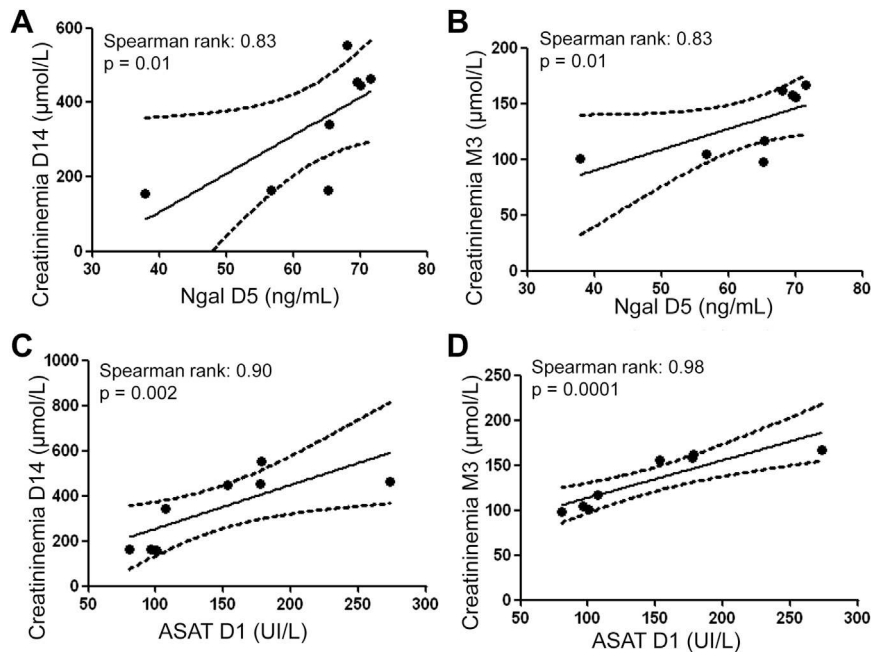 A
Spearman rank: 0.83
p = 0.01
Creatininemia D14 (µmol/L)
600
400
200
0
30 40 50 60 70 80
Ngal D5 (ng/mL)
B
Spearman rank: 0.83
p = 0.01
Creatininemia M3 (µmol/L)
200
150
100
50
0
30 40 50 60 70 80
Ngal D5 (ng/mL)
C
Spearman rank: 0.90
p = 0.002
Creatininemia D14 (µmol/L)
1000
800
600
400
200
0
50 100 150 200 250 300
ASAT D1 (UI/L)
D
Spearman rank: 0.98
p = 0.0001
Creatininemia M3 (µmol/L)
250
200
150
100
50
0
50 100 150 200 250 300
ASAT D1 (UI/L)